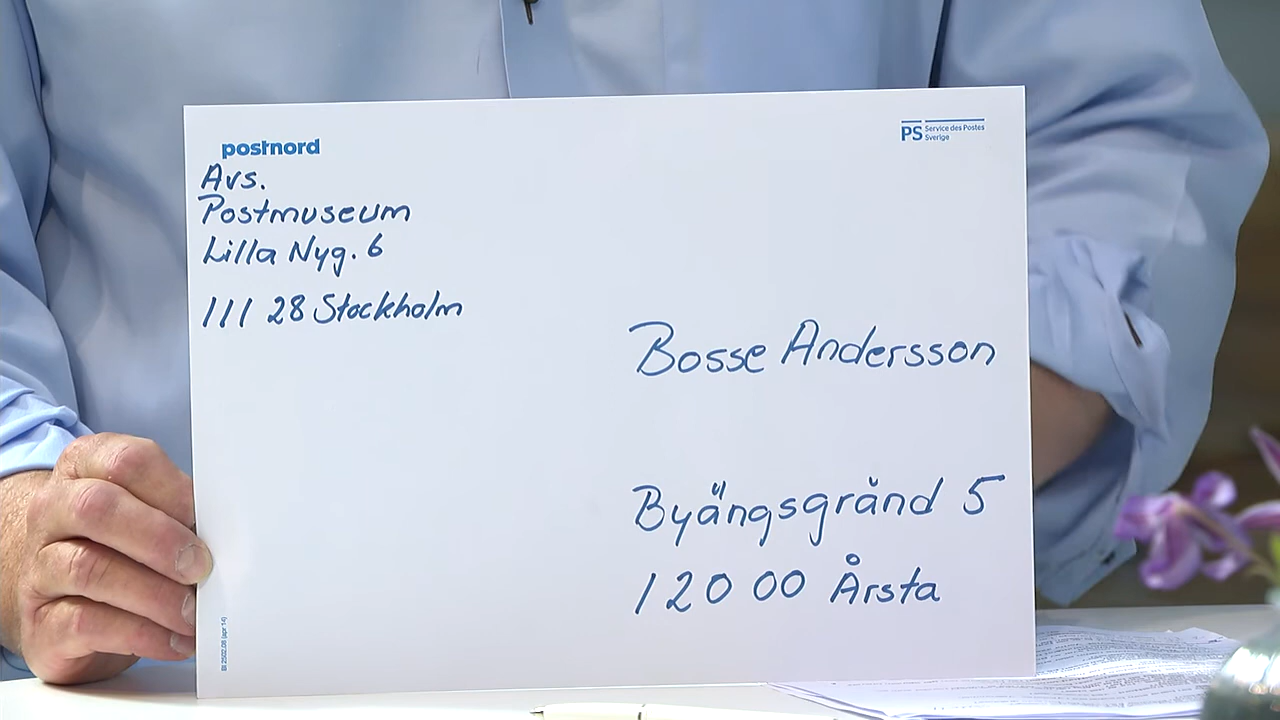 postnord
PS Service des Postes
Sverige
Avs.
Postmuseum
Lilla Nyg. 6
111 28 Stockholm
Bosse Andersson
Byängsgränd 5
120 00 Årsta